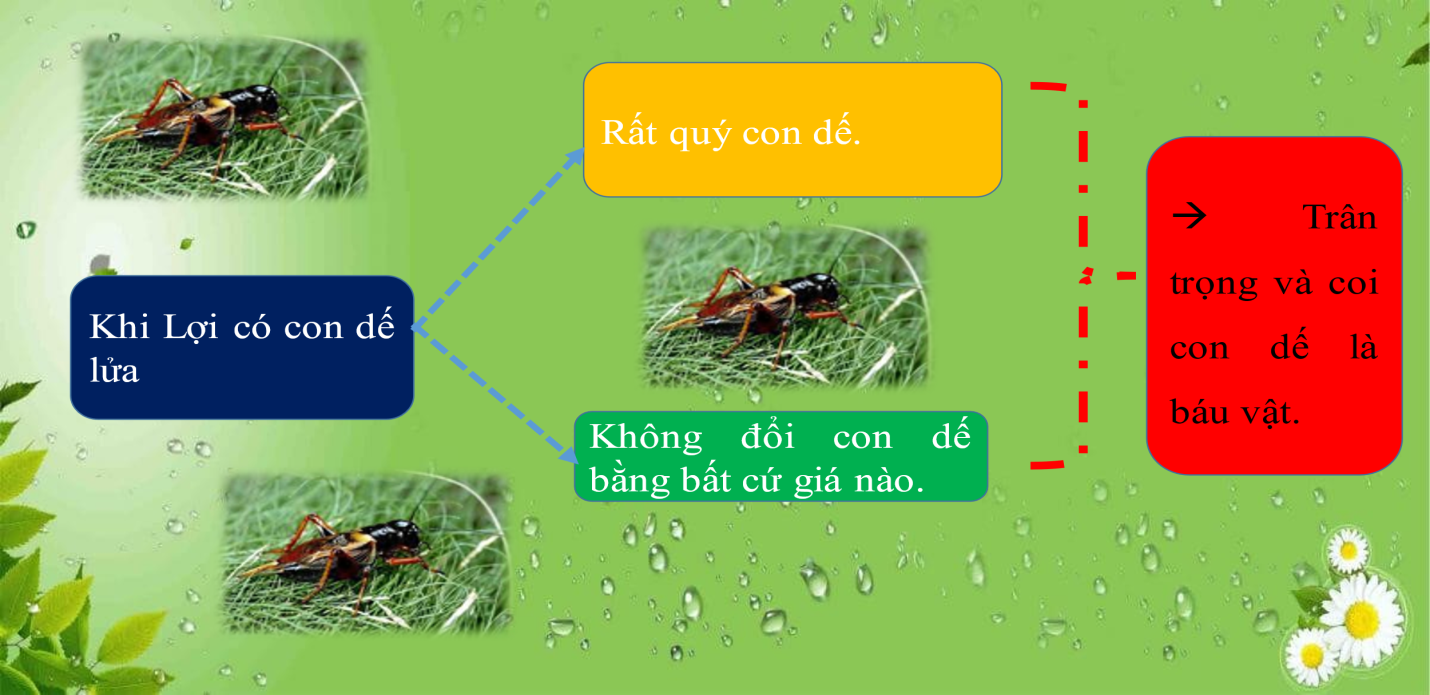 Khi Lợi có con dế
lửa
Rất quý con dế.
Không đổi con dế
bằng bất cứ giá nào.
→ Trân
trọng và coi
con dế là
báu vật.